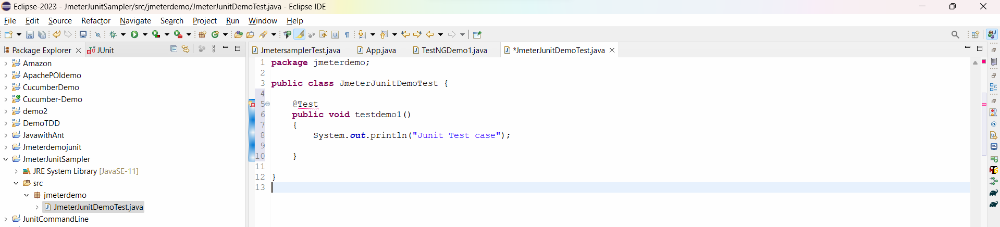 Eclipse-2023 - JmeterJunitSampler/src/jmeterdemo/JmeterJunitDemoTest.java - Eclipse IDE
File Edit Source Refactor Navigate Search Project Run Window Help
Package Explorer JUnit
JmetersamplerTest.java App.java TestNGDemo1.java *JmeterJunitDemoTest.java
Amazon
ApachePOIdemo
CucumberDemo
Cucumber-Demo
demo2
DemoTDD
JavawithAnt
Jmeterdemojunit
JmeterJunitSampler
JRE System Library [JavaSE-11]
src
jmeterdemo
JmeterJunitDemoTest.java
JunitCommandLine
1 package jmeterdemo;
2
3 public class JmeterJunitDemoTest {
4
5 @Test
6 public void testdemo1()
7 {
8 System.out.println("Junit Test case");
9
10 }
11
12 }
13